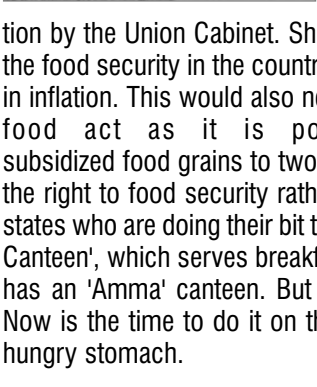 tion by the Union Cabinet. Sh
the food security in the countr
in inflation. This would also n
food act as it is po
subsidized food grains to two
the right to food security rath
states who are doing their bit t
Canteen', which serves breakf
has an 'Amma' canteen. But
Now is the time to do it on th
hungry stomach.